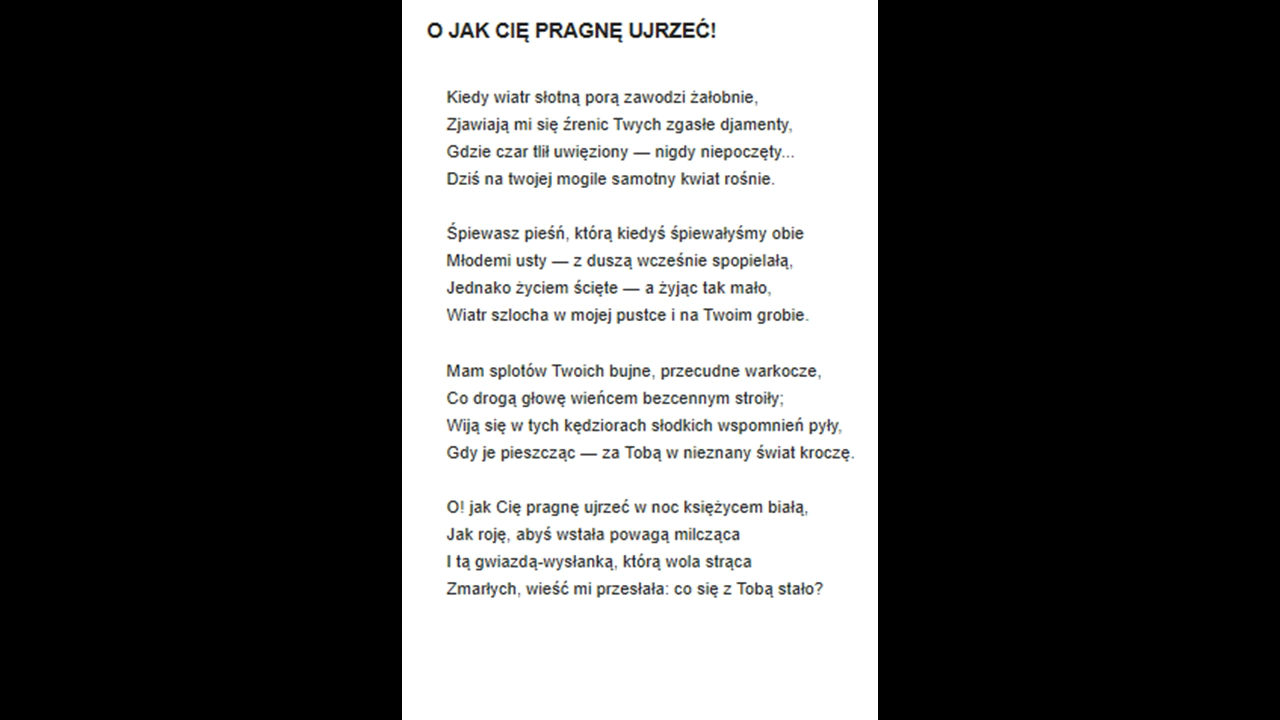 O JAK CIĘ PRAGNĘ UJRZEĆ!
Kiedy wiatr słotną porą zawodzi żałobnie,
Zjawiają mi się źrenic Twych zgasłe djamenty,
Gdzie czar tlił uwięziony — nigdy niepoczęty...
Dziś na twojej mogile samotny kwiat rośnie.
Śpiewasz pieśń, którą kiedyś śpiewałyśmy obie
Młodemi usty — z duszą wcześnie spopielałą,
Jednako życiem ścięte — a żyjąc tak mało,
Wiatr szlocha w mojej pustce i na Twoim grobie.
Mam splotów Twoich bujne, przecudne warkocze,
Co drogą głowę wieńcem bezcennym stroiły;
Wiją się w tych kędziorach słodkich wspomnień pyły,
Gdy je pieszcząc — za Tobą w nieznany świat kroczę.
O! jak Cię pragnę ujrzeć w noc księżycem białą,
Jak roję, abyś wstała powagą milcząca
I tą gwiazdą-wysłanką, którą wola strąca
Zmarłych, wieść mi przesłała: co się z Tobą stało?